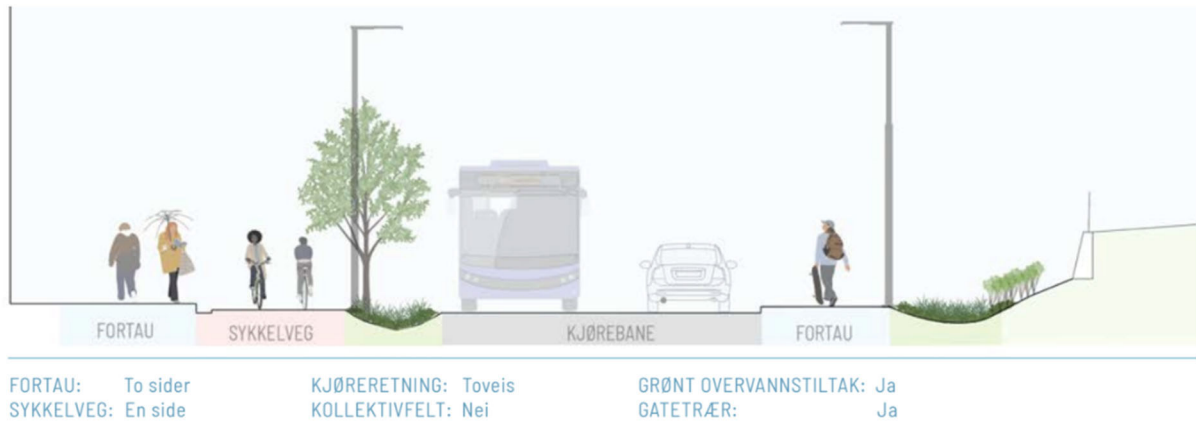 FORTAU SYKKELVEG KJØREBANE FORTAU
FORTAU: To sider KJØRERETNING: Toveis GRØNT OVERVANNSTILTAK: Ja
SYKKELVEG: En side KOLLEKTIVFELT: Nei GATETRÆR: Ja